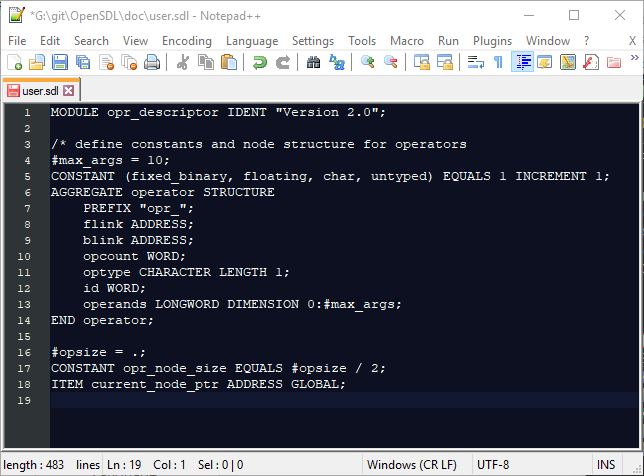 *G:\git\OpenSDL\doc\user.sdl - Notepad++
File Edit Search View Encoding Language Settings Tools Macro Run Plugins Window ? X
user.sdl
1 MODULE opr_descriptor IDENT "Version 2.0";
2
3 /* define constants and node structure for operators
4 #max_args = 10;
5 CONSTANT (fixed_binary, floating, char, untyped) EQUALS 1 INCREMENT 1;
6 AGGREGATE operator STRUCTURE
7 PREFIX "opr_";
8 flink ADDRESS;
9 blink ADDRESS;
10 opcount WORD;
11 optype CHARACTER LENGTH 1;
12 id WORD;
13 operands LONGWORD DIMENSION 0:#max_args;
14 END operator;
15
16 #opsize = .;
17 CONSTANT opr_node_size EQUALS #opsize / 2;
18 ITEM current_node_ptr ADDRESS GLOBAL;
19
length : 483 lines Ln : 19 Col : 1 Sel : 0 | 0 Windows (CR LF) UTF-8 INS